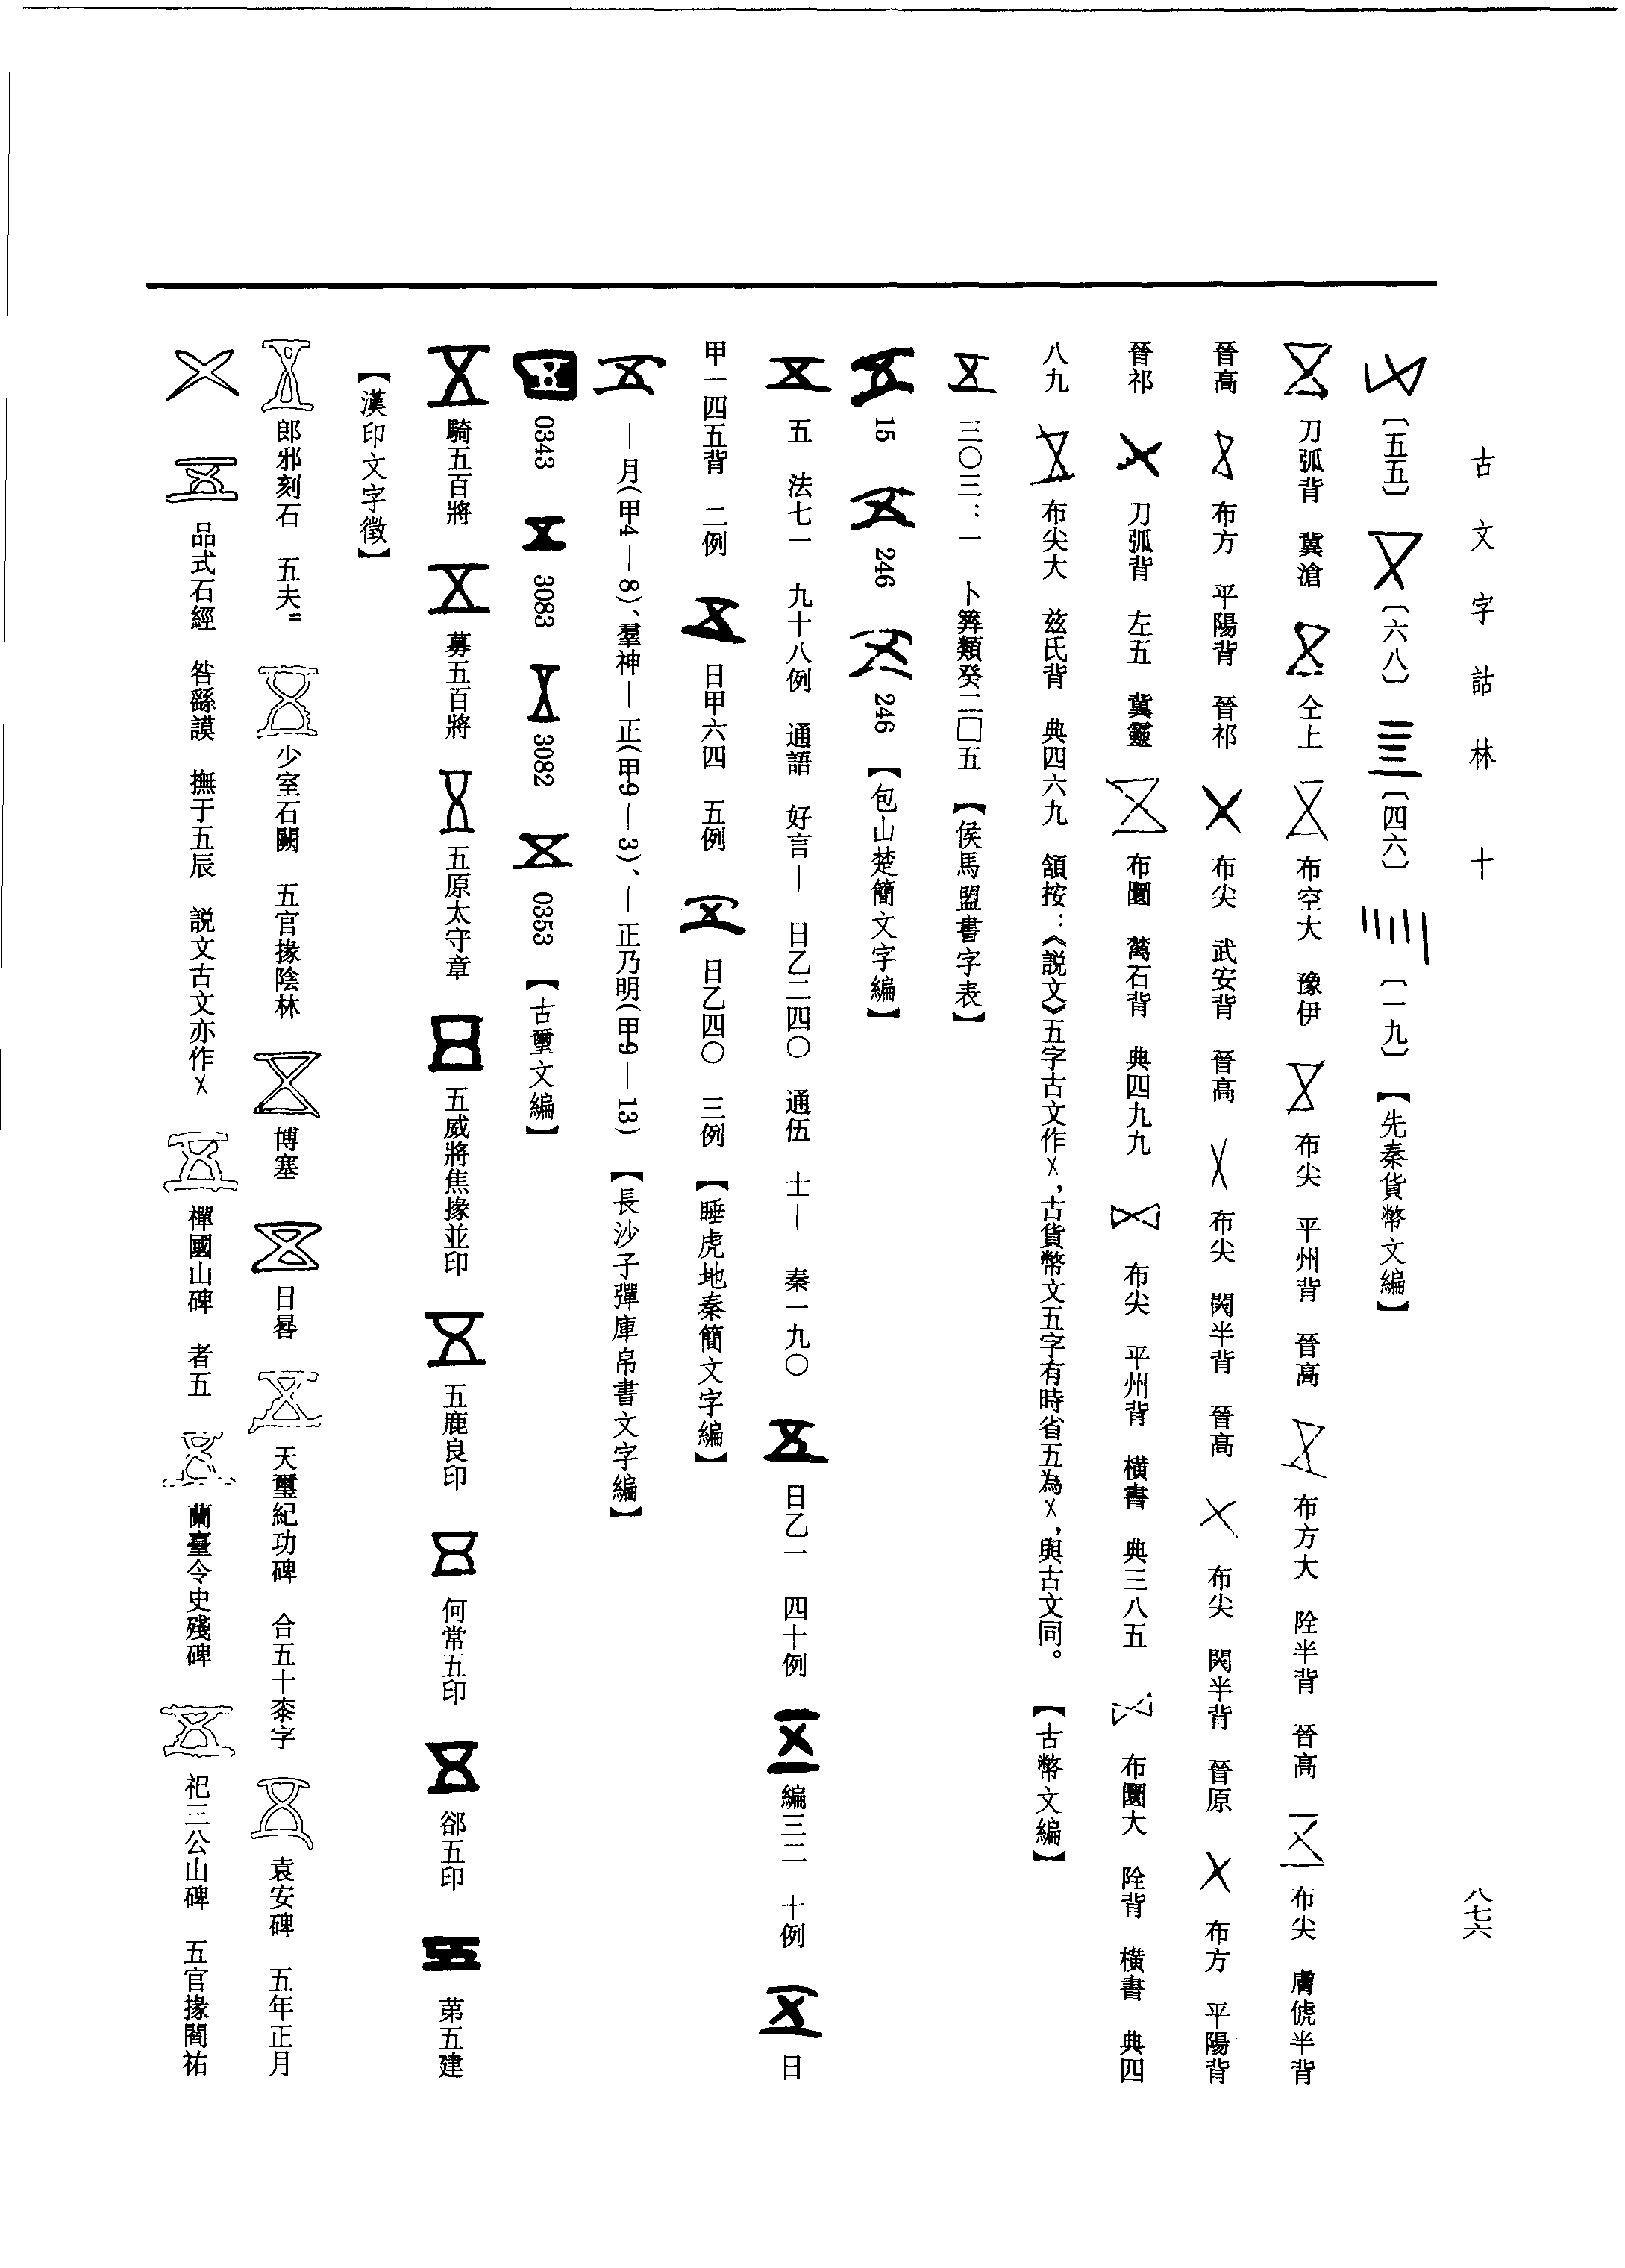 古文字詁林　十
八七六
〔五五〕　〔六八〕　〔四六〕　〔一九〕　【先秦貨幣文編】
刀弧背　冀滄　仝上　布空大　豫伊　布尖　平州背　晉高　布方大　陞半背　晉高　布尖　膚俿半背
晉高　布方　平陽背　晉祁　布尖　武安背　晉高　布尖　閔半背　晉高　布尖　閔半背　晉原　布方　平陽背
晉祁　刀弧背　左五　冀靈　布圜　蔺石背　典四九九　布尖　平州背　橫書　典三八五　布圜大　陞背　橫書　典四
八九　布尖大　兹氏背　典四六九　頟按：《説文》五字古文作㐅，古貨幣文五字有時省五為㐅，與古文同。　【古幣文編】
三〇三：一　卜筭類癸二□五　【侯馬盟書字表】
15　246　246　【包山楚簡文字編】
五　法七一　九十八例　通語　好言—　日乙二四〇　通伍　士—　秦一九〇　日乙一　四十例　編三二　十例　日
甲一四五背　二例　日甲六四　五例　日乙四〇　三例　【睡虎地秦簡文字編】
—月（甲4—8）、羣神—正（甲9—3）、—正乃明（甲9—13）　【長沙子彈庫帛書文字編】
0343　3083　3082　0353　【古璽文編】
騎五百將　募五百將　五原太守章　五威將焦掾並印　五鹿良印　何常五印　郤五印　第五建
【漢印文字徵】
郎邪刻石　五夫〓　少室石闕　五官掾陰林　博塞　日晷　天璽紀功碑　合五十桼字　袁安碑　五年正月
品式石經　咎繇謨　撫于五辰　説文古文亦作㐅　禪國山碑　者五　蘭臺令史殘碑　祀三公山碑　五官掾閻祐